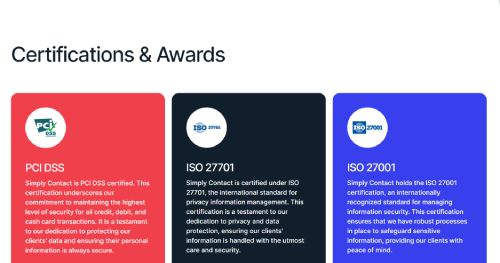 Certifications & Awards
PCI
DSS
ISO 27701
ISO 27001
PCI DSS
Simply Contact is PCI DSS certified. This
certification underscores our
commitment to maintaining the highest
level of security for all credit, debit, and
cash card transactions. It is a testament
to our dedication to protecting our
clients' data and ensuring their personal
information is always secure.
ISO 27701
Simply Contact is certified under ISO
27701, the international standard for
privacy information management. This
certification is a testament to our
dedication to privacy and data
protection, ensuring our clients'
information is handled with the utmost
care and security.
ISO 27001
Simply Contact holds the ISO 27001
certification, an internationally
recognized standard for managing
information security. This certification
ensures that we have robust processes
in place to safeguard sensitive
information, providing our clients with
peace of mind.